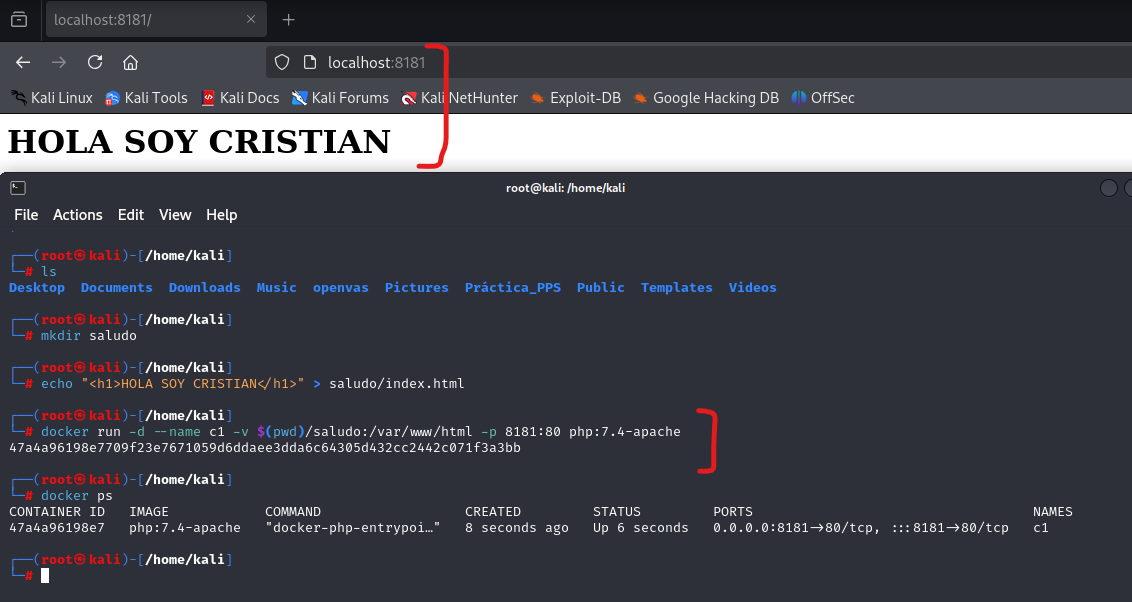 localhost:8181/
localhost:8181
Kali Linux Kali Tools Kali Docs Kali Forums Kali NetHunter Exploit-DB Google Hacking DB OffSec
HOLA SOY CRISTIAN
root@kali: /home/kali
File Actions Edit View Help
┌──(root㉿kali)-[/home/kali]
└─# ls
Desktop Documents Downloads Music openvas Pictures Práctica_PPS Public Templates Videos
┌──(root㉿kali)-[/home/kali]
└─# mkdir saludo
┌──(root㉿kali)-[/home/kali]
└─# echo "<h1>HOLA SOY CRISTIAN</h1>" > saludo/index.html
┌──(root㉿kali)-[/home/kali]
└─# docker run -d --name c1 -v $(pwd)/saludo:/var/www/html -p 8181:80 php:7.4-apache
47a4a96198e7709f23e7671059d6ddaee3dda6c64305d432cc2442c071f3a3bb
┌──(root㉿kali)-[/home/kali]
└─# docker ps
CONTAINER ID IMAGE COMMAND CREATED STATUS PORTS NAMES
47a4a96198e7 php:7.4-apache "docker-php-entrypoi…" 8 seconds ago Up 6 seconds 0.0.0.0:8181->80/tcp, :::8181->80/tcp c1
┌──(root㉿kali)-[/home/kali]
└─#